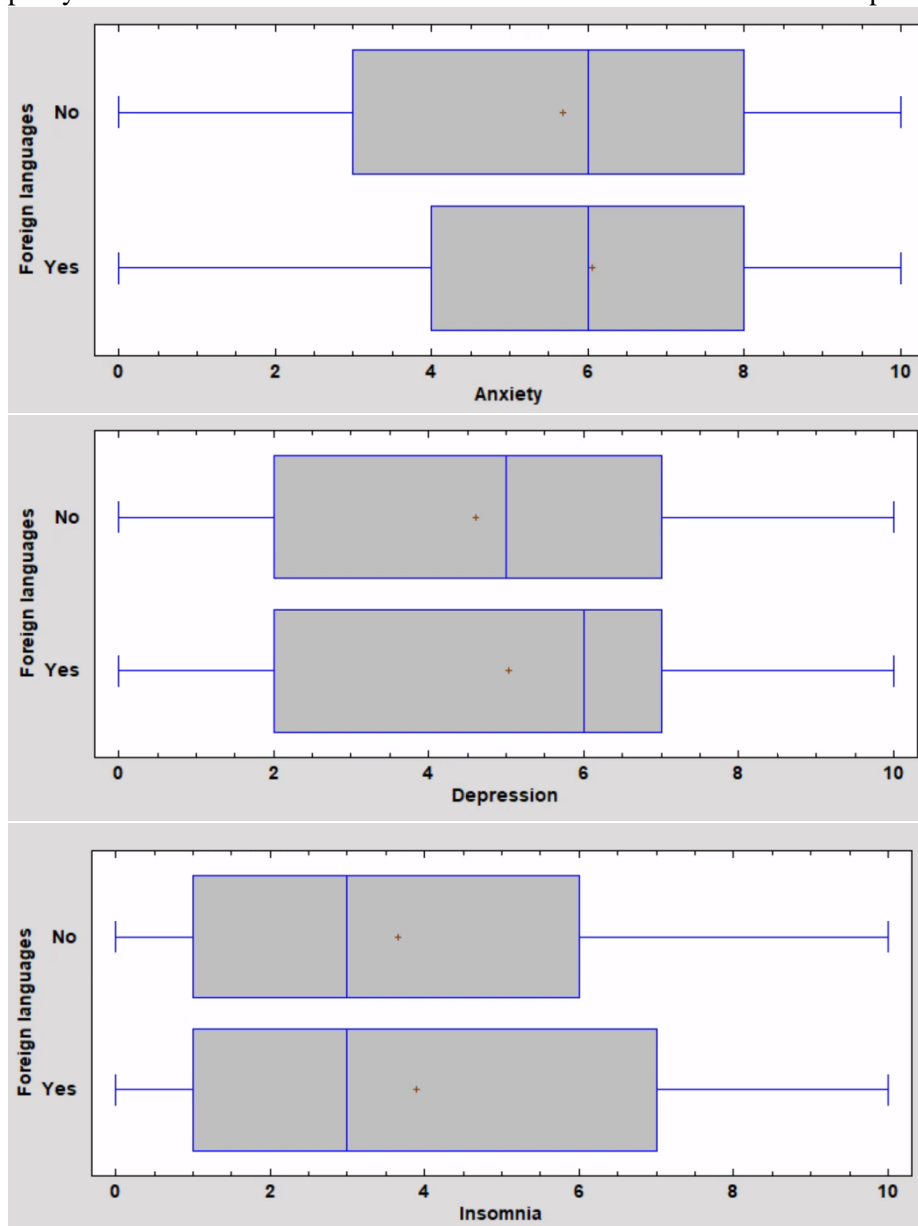 No
Foreign languages
Yes
0 2 4 6 8 10
Anxiety
No
Foreign languages
Yes
0 2 4 6 8 10
Depression
No
Foreign languages
Yes
0 2 4 6 8 10
Insomnia